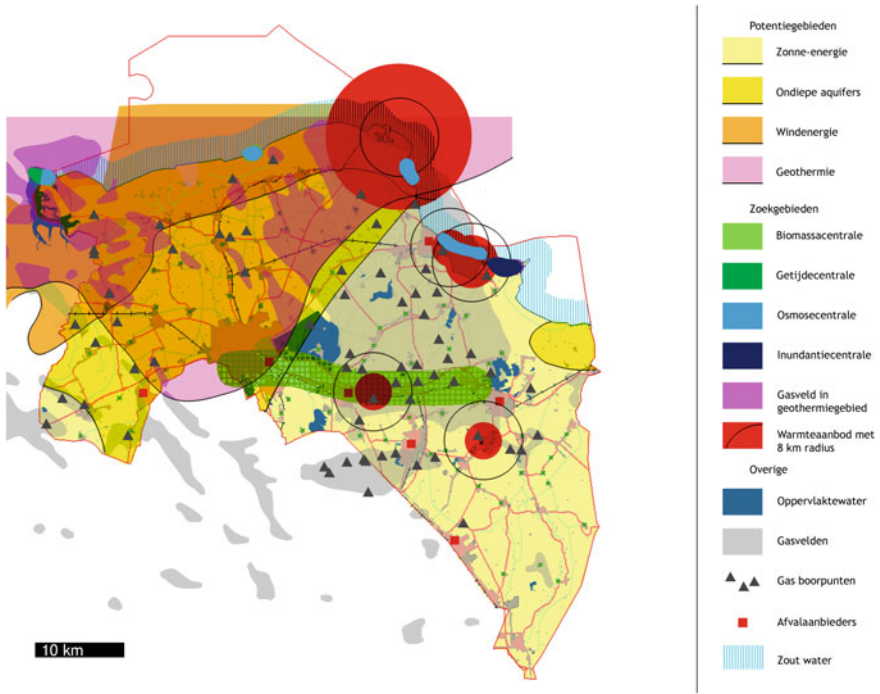 Potentiegebieden
Zonne-energie
Ondiepe aquifers
Windenergie
Geothermie
Zoekgebieden
Biomassacentrale
Getijdecentrale
Osmosecentrale
Inundantiecentrale
Gasveld in
geothermiegebied
Warmteaanbod met
8 km radius
Overige
Oppervlaktewater
Gasvelden
Gas boorpunten
Afvalaanbieders
Zout water
10 km